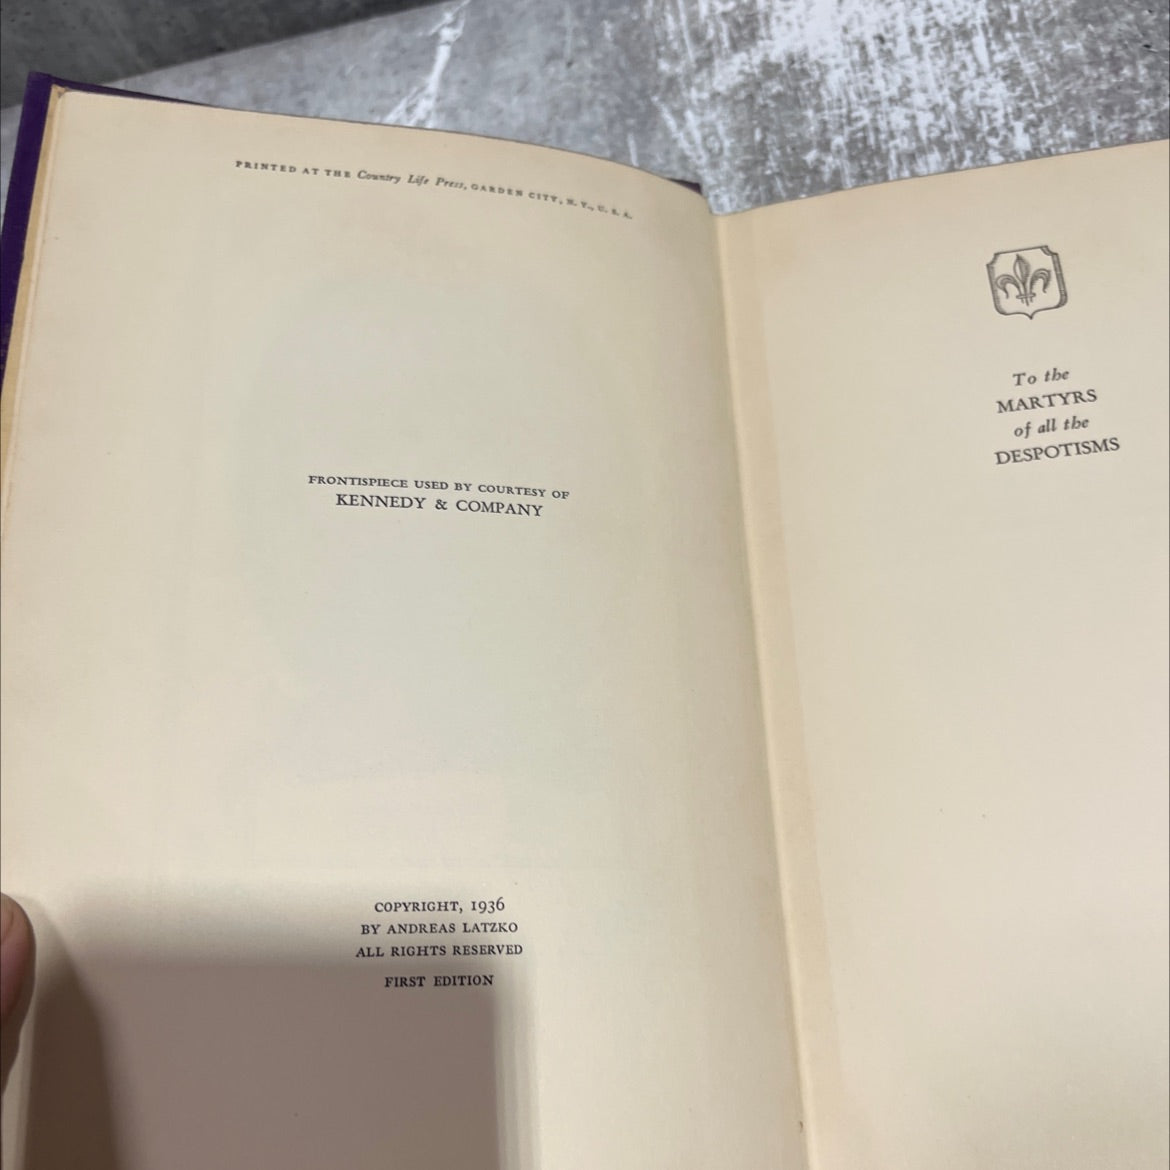 PRINTED AT THE Country Life Press, GARDEN CITY, N. Y., U. S. A.
FRONTISPIECE USED BY COURTESY OF
KENNEDY & COMPANY
COPYRIGHT, 1936
BY ANDREAS LATZKO
ALL RIGHTS RESERVED
FIRST EDITION
To the
MARTYRS
of all the
DESPOTISMS